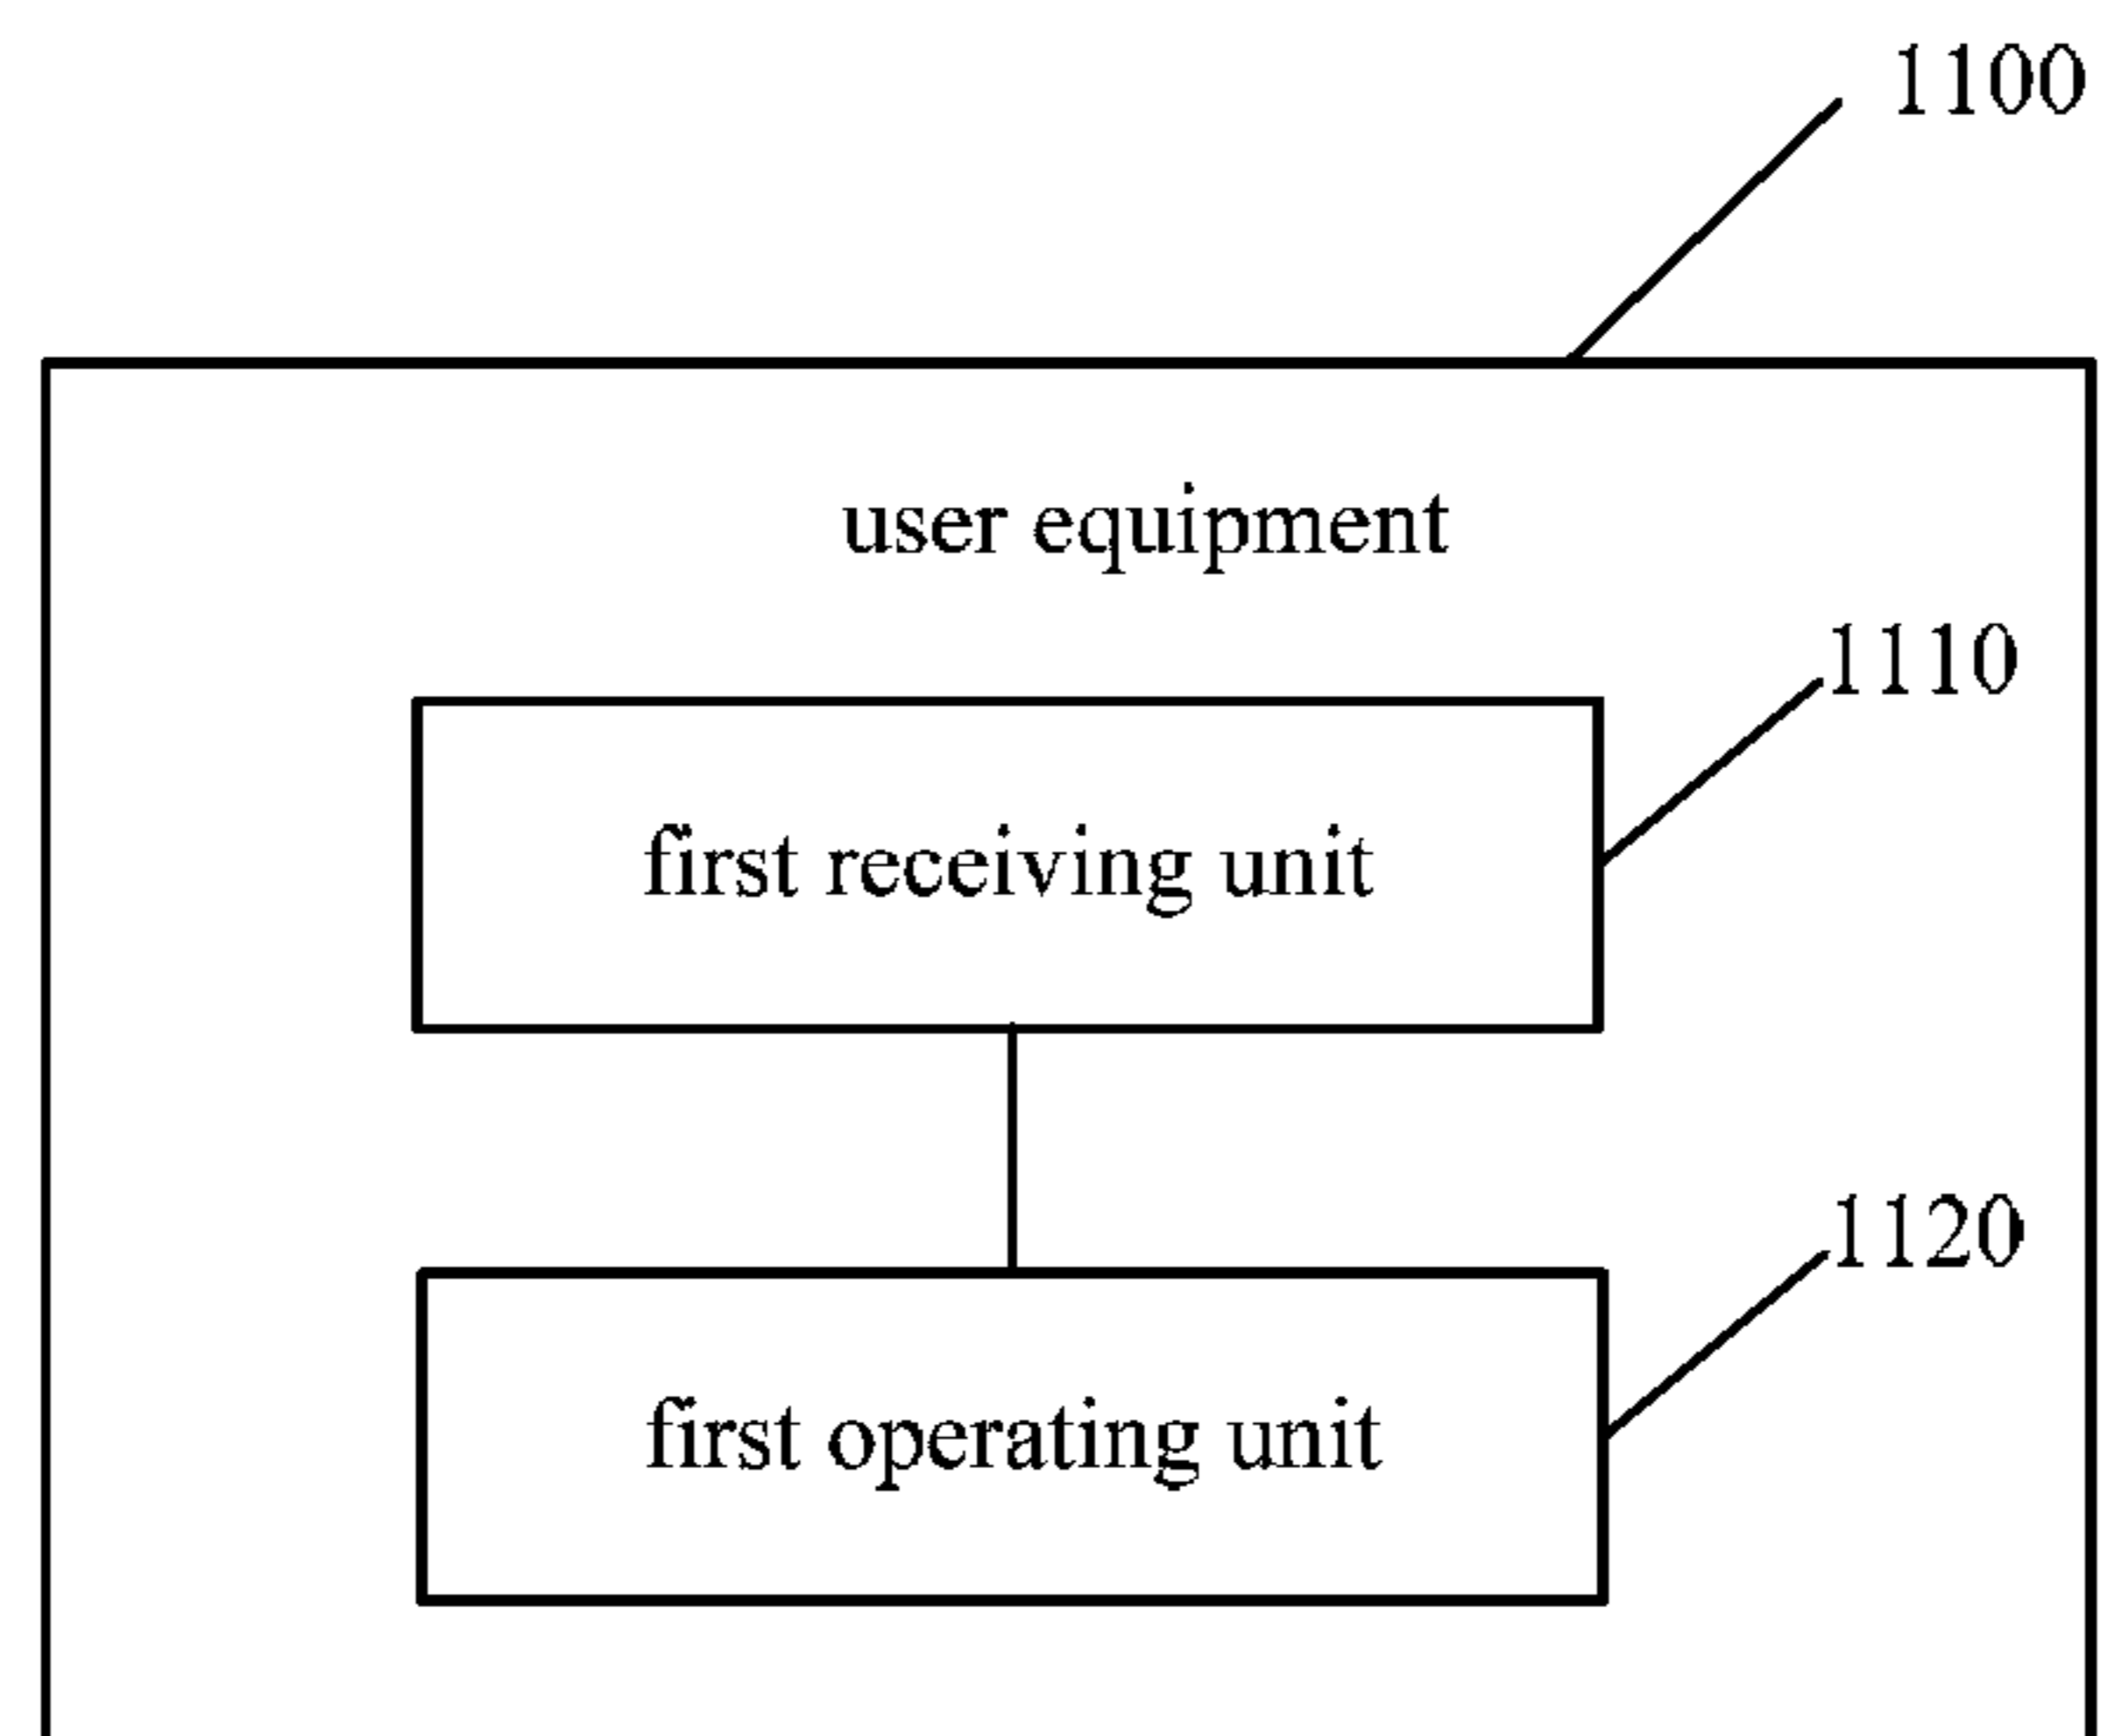 1100
user equipment
1110
first receiving unit
1120
first operating unit